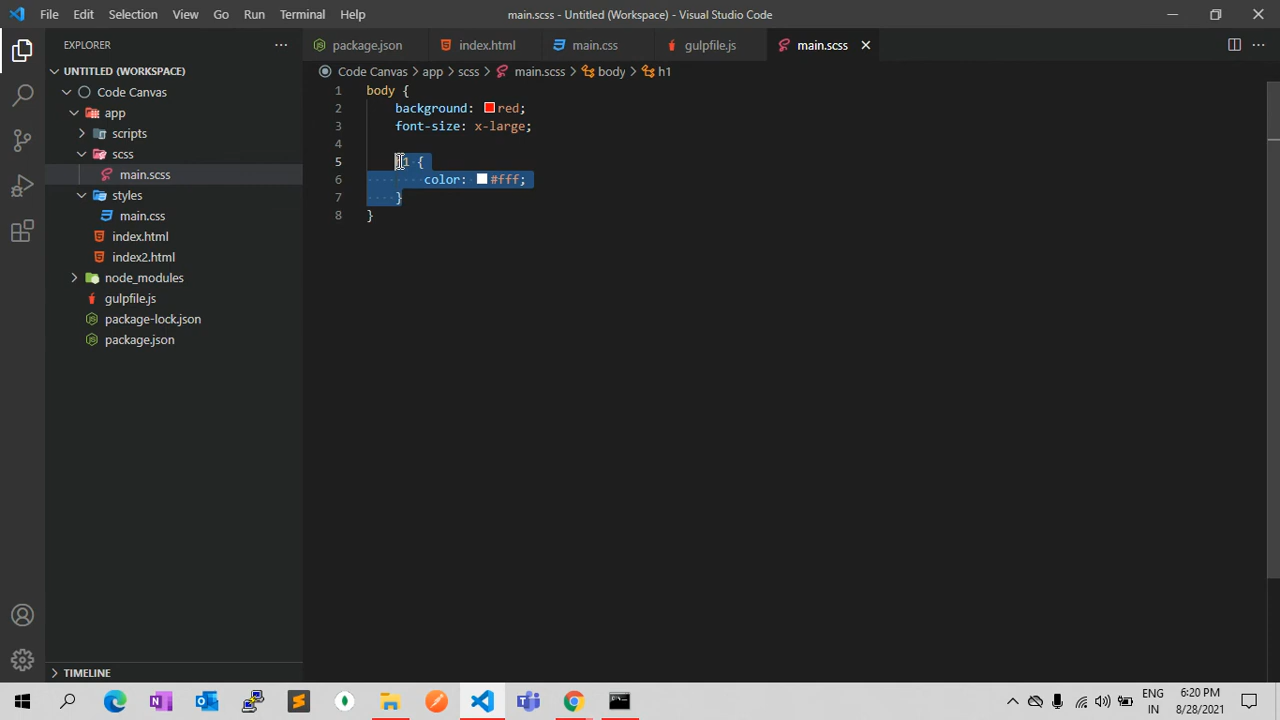 File Edit Selection View Go Run Terminal Help
main.scss - Untitled (Workspace) - Visual Studio Code
EXPLORER
package.json
index.html
main.css
gulpfile.js
main.scss
UNTITLED (WORKSPACE)
Code Canvas
app
scripts
scss
main.scss
styles
main.css
index.html
index2.html
node_modules
gulpfile.js
package-lock.json
package.json
TIMELINE
Code Canvas > app > scss > main.scss > body > h1
1 body {
2 background: red;
3 font-size: x-large;
4
5 h1 {
6 color: #fff;
7 }
8 }
ENG
IN
6:20 PM
8/28/2021